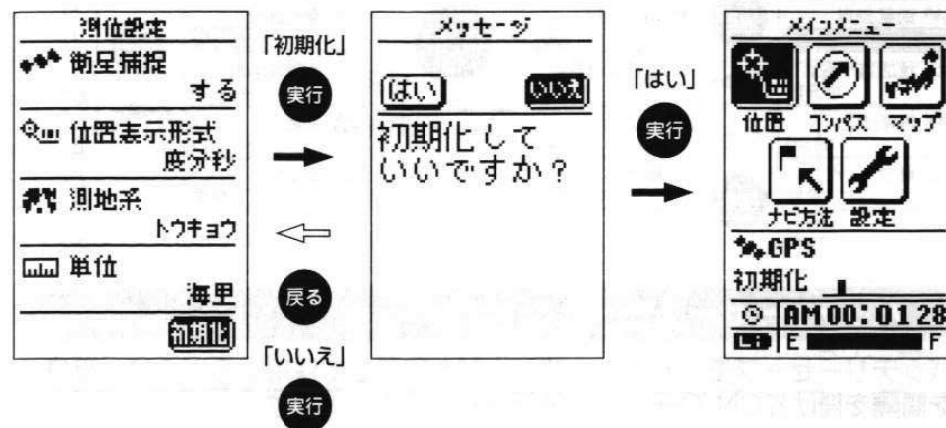 測位設定
衛星捕捉
する
位置表示形式
度分秒
測地系
トウキョウ
単位
海里
初期化
「初期化」
実行
戻る
「いいえ」
実行
メッセージ
はい いいえ
初期化して
いいですか?
「はい」
実行
メインメニュー
位置 コンパス マップ
ナビ方法 設定
GPS
初期化
AM 00:01 28
E F